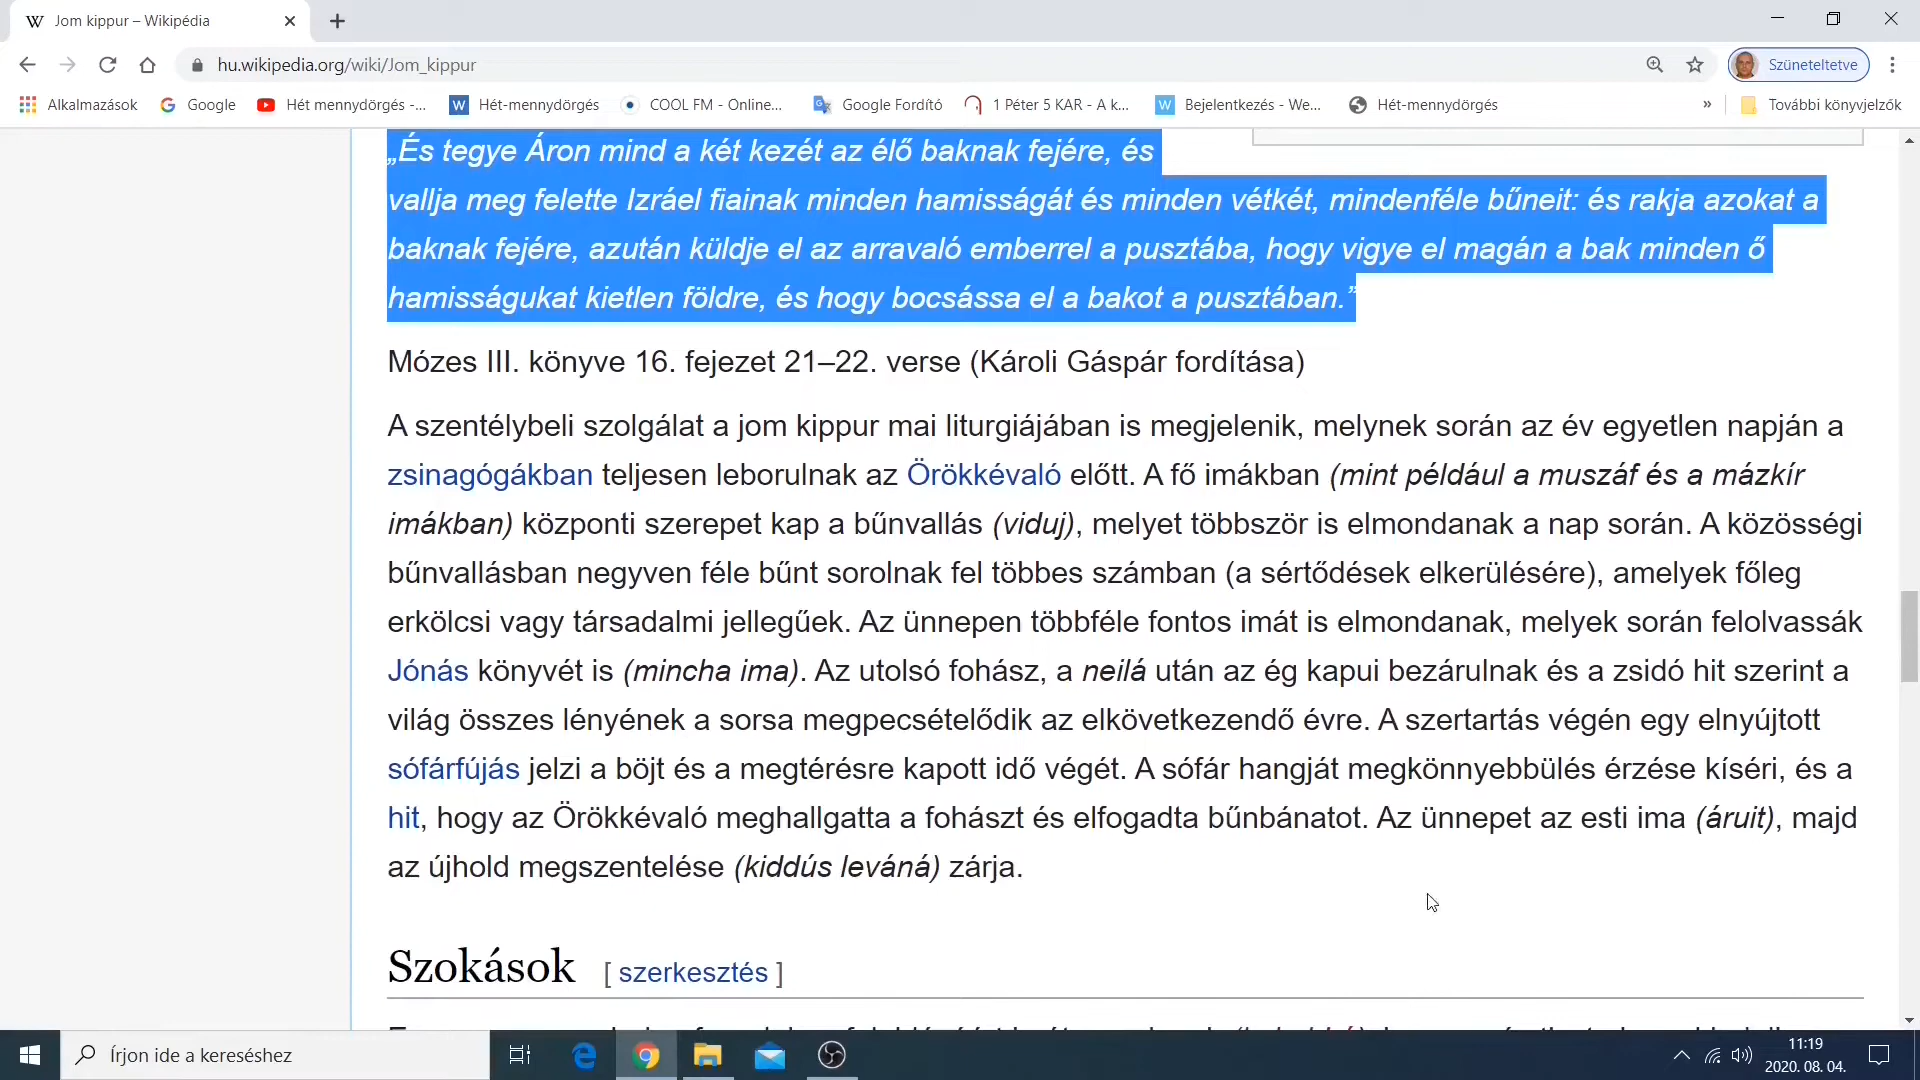 Jom kippur – Wikipédia
hu.wikipedia.org/wiki/Jom_kippur
Szüneteltetve
Alkalmazások Google Hét mennydörgés -... Hét-mennydörgés COOL FM - Online... Google Fordító 1 Péter 5 KAR - A k... Bejelentkezés - We... Hét-mennydörgés » További könyvjelzők
„És tegye Áron mind a két kezét az élő baknak fejére, és
vallja meg felette Izráel fiainak minden hamisságát és minden vétkét, mindenféle bűneit: és rakja azokat a
baknak fejére, azután küldje el az arravaló emberrel a pusztába, hogy vigye el magán a bak minden ő
hamisságukat kietlen földre, és hogy bocsássa el a bakot a pusztában.”
Mózes III. könyve 16. fejezet 21–22. verse (Károli Gáspár fordítása)
A szentélybeli szolgálat a jom kippur mai liturgiájában is megjelenik, melynek során az év egyetlen napján a
zsinagógákban teljesen leborulnak az Örökkévaló előtt. A fő imákban (mint például a muszáf és a mázkír
imákban) központi szerepet kap a bűnvallás (viduj), melyet többször is elmondanak a nap során. A közösségi
bűnvallásban negyven féle bűnt sorolnak fel többes számban (a sértődések elkerülésére), amelyek főleg
erkölcsi vagy társadalmi jellegűek. Az ünnepen többféle fontos imát is elmondanak, melyek során felolvassák
Jónás könyvét is (mincha ima). Az utolsó fohász, a neilá után az ég kapui bezárulnak és a zsidó hit szerint a
világ összes lényének a sorsa megpecsételődik az elkövetkezendő évre. A szertartás végén egy elnyújtott
sófárfújás jelzi a böjt és a megtérésre kapott idő végét. A sófár hangját megkönnyebbülés érzése kíséri, és a
hit, hogy az Örökkévaló meghallgatta a fohászt és elfogadta bűnbánatot. Az ünnepet az esti ima (áruit), majd
az újhold megszentelése (kiddús leváná) zárja.
Szokások [ szerkesztés ]
Írjon ide a kereséshez
11:19
2020. 08. 04.